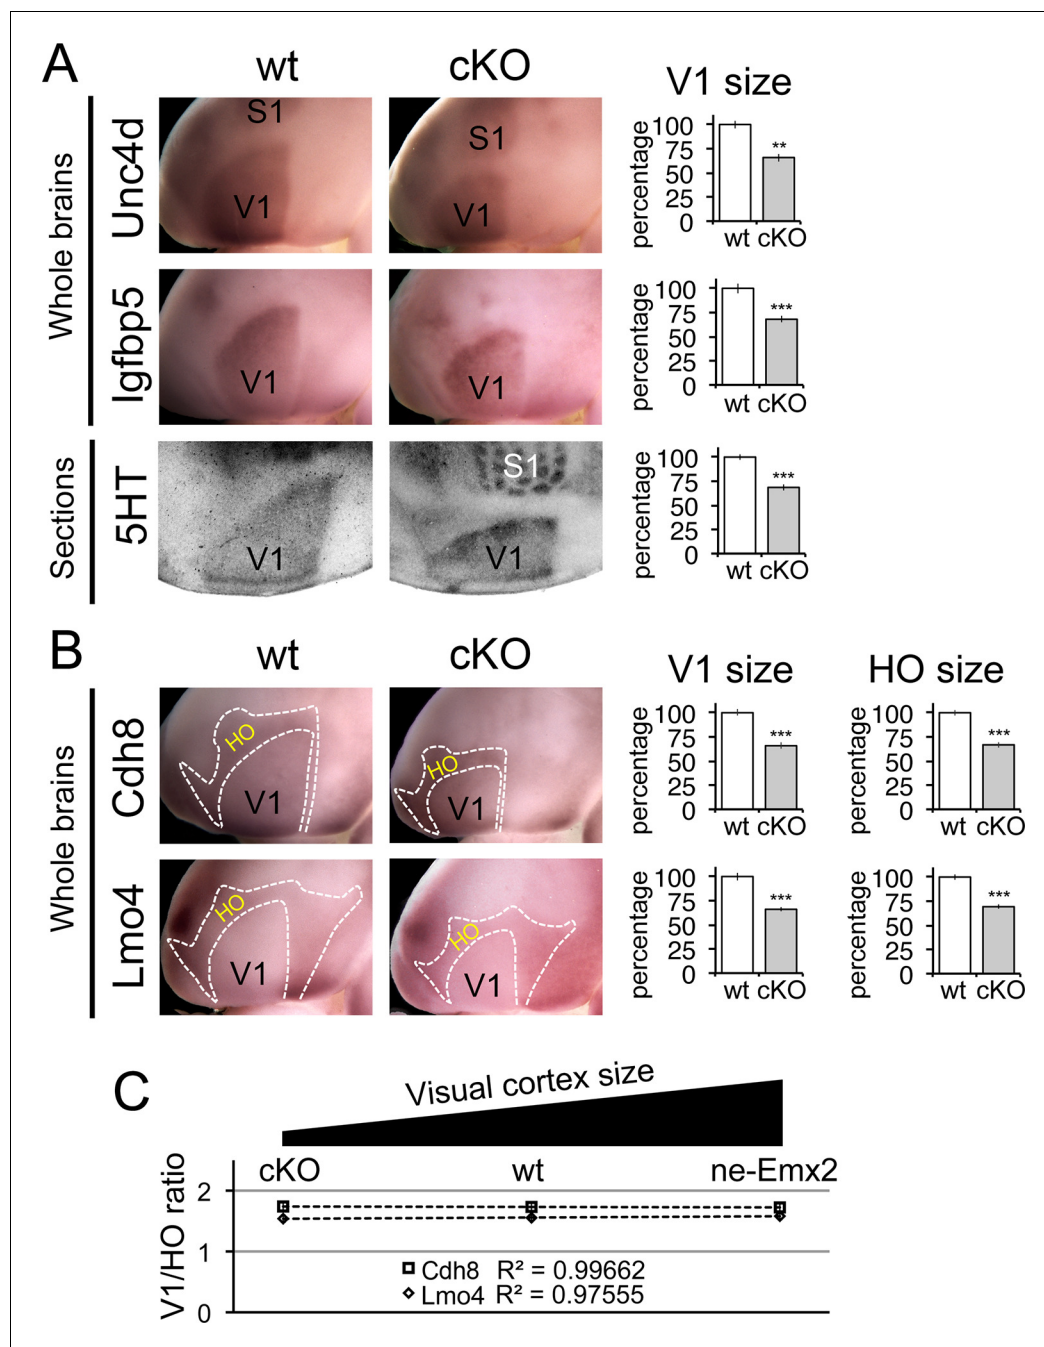 A
wt
cKO
V1 size
Whole brains
Unc4d
S1
V1
S1
V1
percentage
100
75
50
25
0
wt cKO
**
Igfbp5
V1
V1
percentage
100
75
50
25
0
wt cKO
***
Sections
5HT
V1
S1
V1
percentage
100
75
50
25
0
wt cKO
***
B
wt
cKO
V1 size
HO size
Whole brains
Cdh8
HO
V1
HO
V1
percentage
100
75
50
25
0
wt cKO
***
percentage
100
75
50
25
0
wt cKO
***
Lmo4
HO
V1
HO
V1
percentage
100
75
50
25
0
wt cKO
***
percentage
100
75
50
25
0
wt cKO
***
C
Visual cortex size
cKO
wt
ne-Emx2
V1/HO ratio
2
1
0
Cdh8 R² = 0.99662
Lmo4 R² = 0.97555